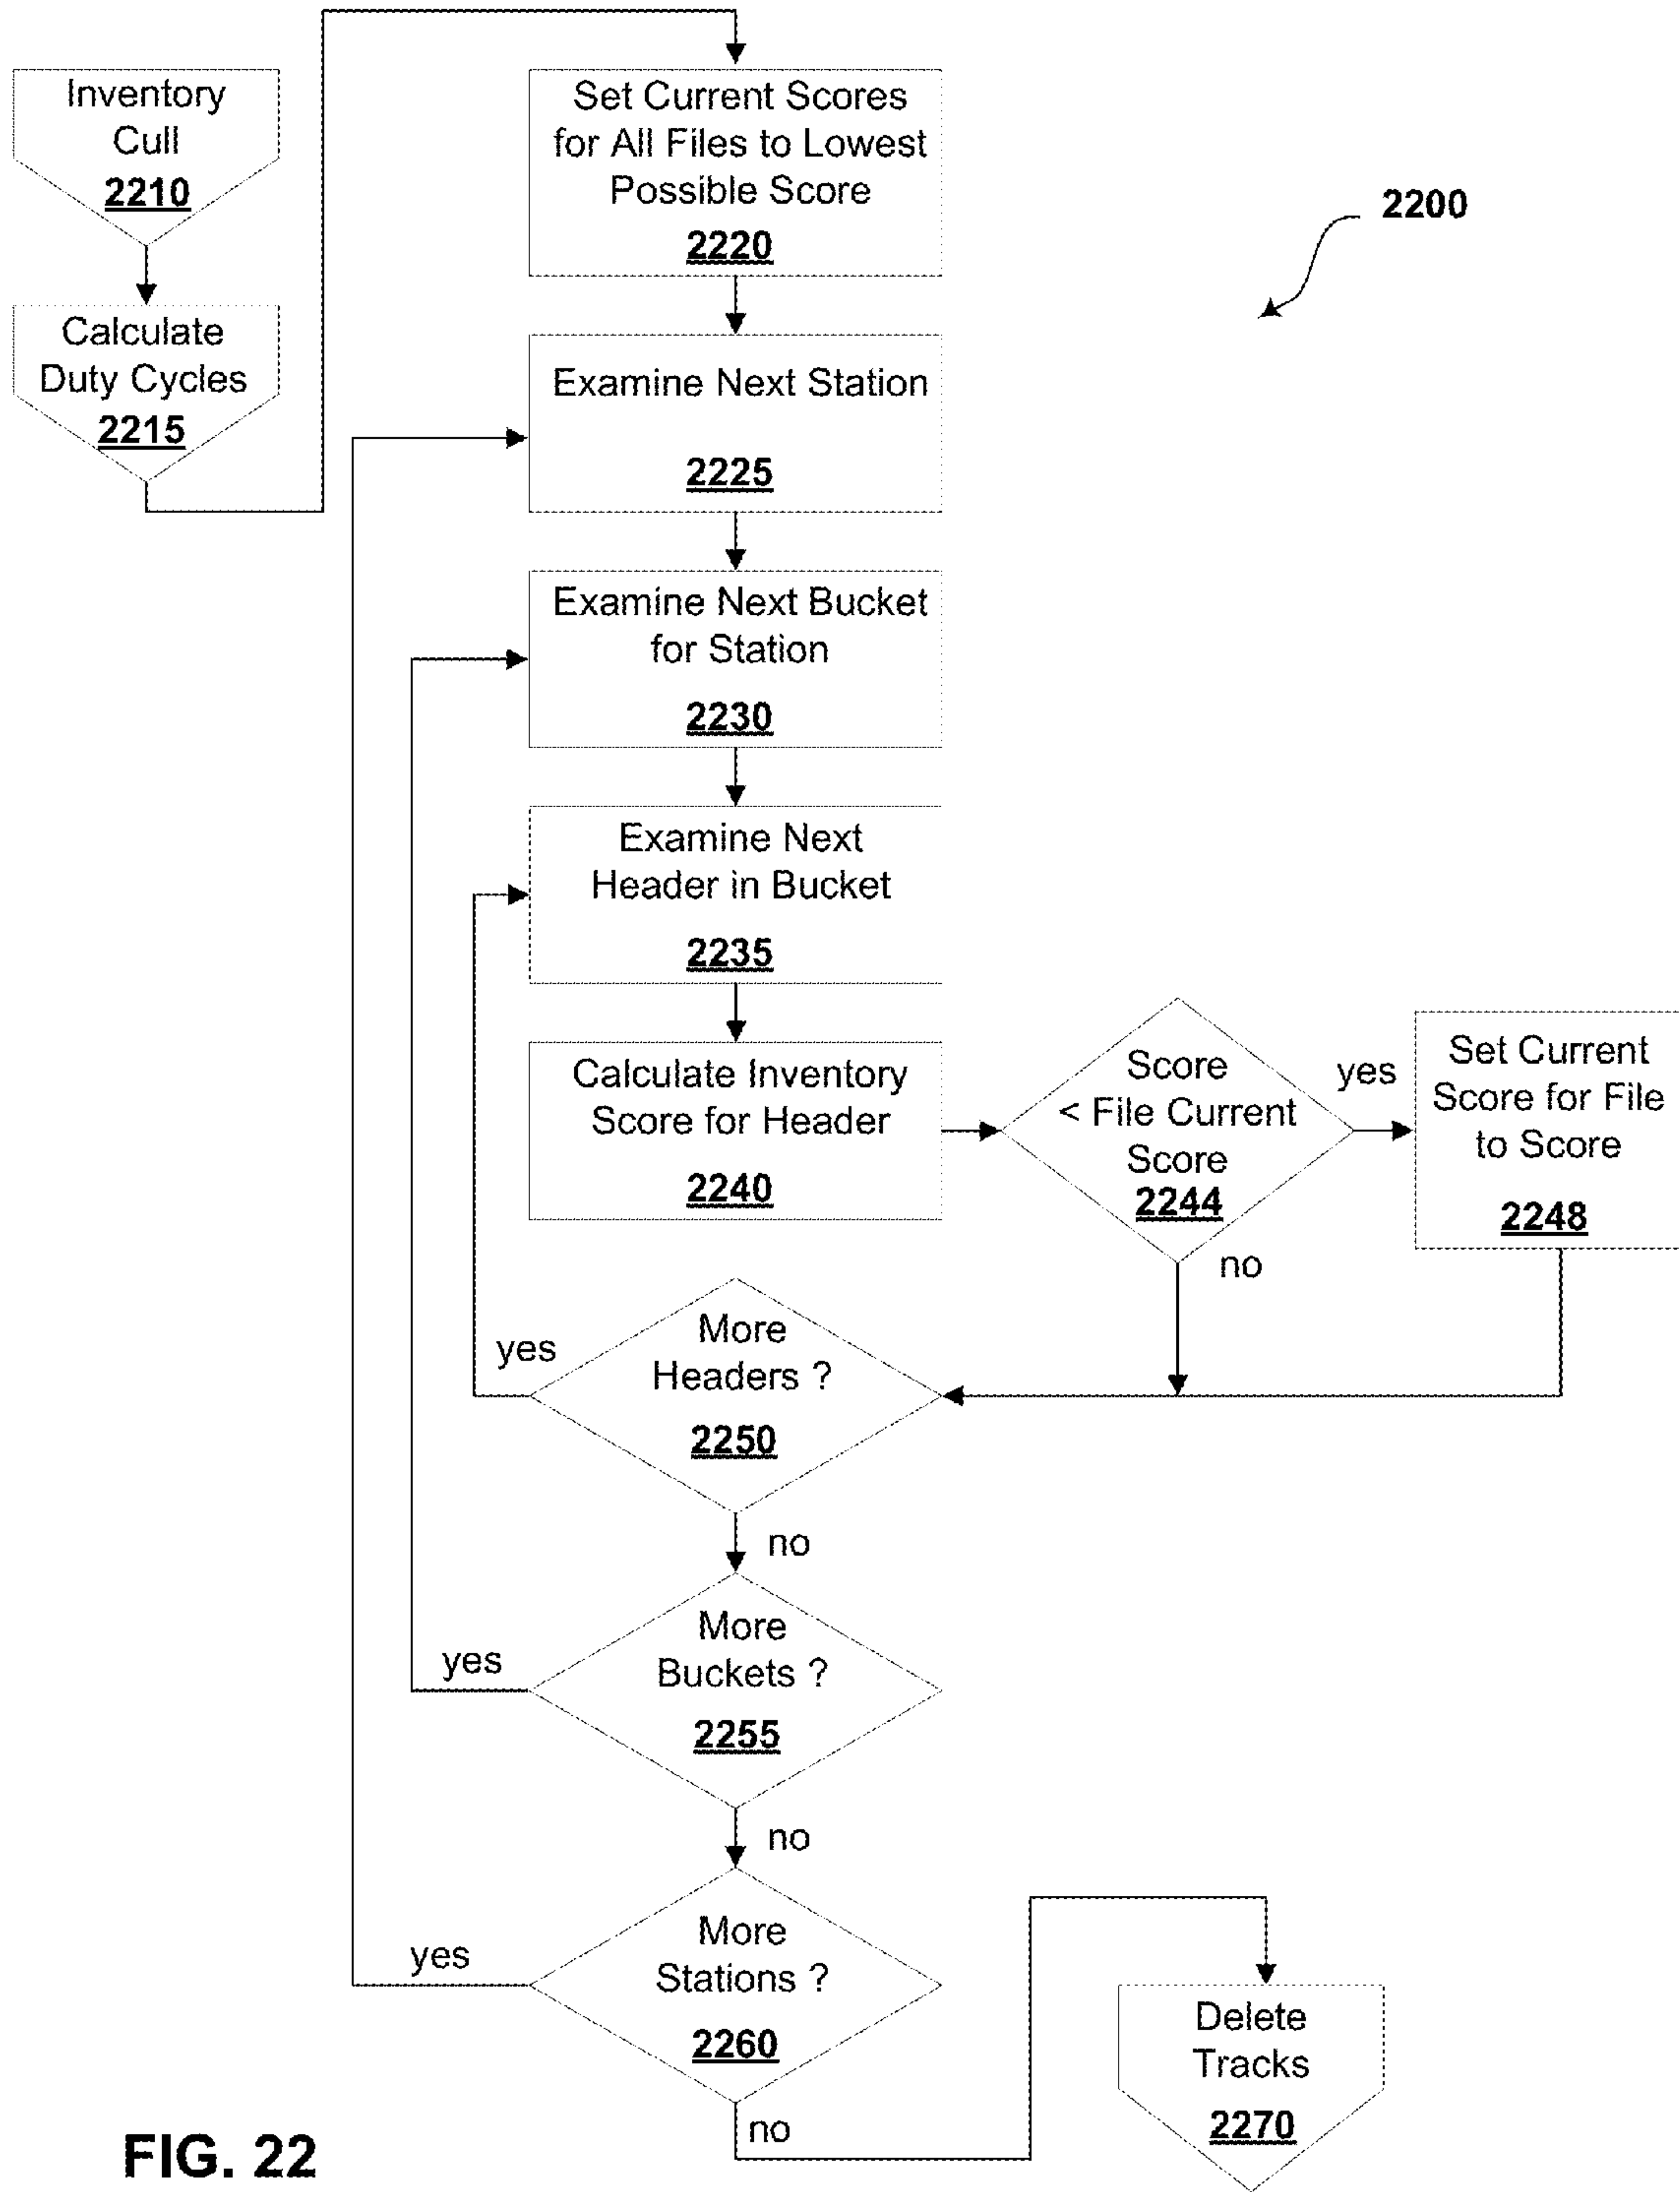 Inventory
Cull
2210
Calculate
Duty Cycles
2215
Set Current Scores
for All Files to Lowest
Possible Score
2220
2200
Examine Next Station
2225
Examine Next Bucket
for Station
2230
Examine Next
Header in Bucket
2235
Calculate Inventory
Score for Header
2240
Score
< File Current
Score
2244
yes
no
Set Current
Score for File
to Score
2248
More
Headers ?
2250
yes
no
More
Buckets ?
2255
yes
no
More
Stations ?
2260
yes
no
Delete
Tracks
2270
FIG. 22